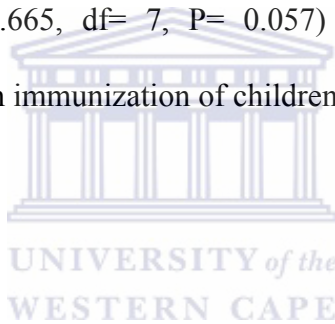 .665, df= 7, P= 0.057)
immunization of children
UNIVERSITY of the
WESTERN CAPE